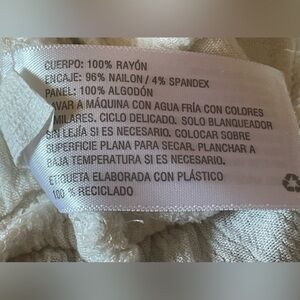 CUERPO: 100% RAYÓN
ENCAJE: 96% NAILON / 4% SPANDEX
PANEL: 100% ALGODÓN
AVAR A MÁQUINA CON AGUA FRÍA CON COLORES
MILARES. CICLO DELICADO. SOLO BLANQUEADOR
SIN LEJÍA SI ES NECESARIO. COLOCAR SOBRE
SUPERFICIE PLANA PARA SECAR. PLANCHAR A
BAJA TEMPERATURA SI ES NECESARIO.
ETIQUETA ELABORADA CON PLÁSTICO
100 % RECICLADO